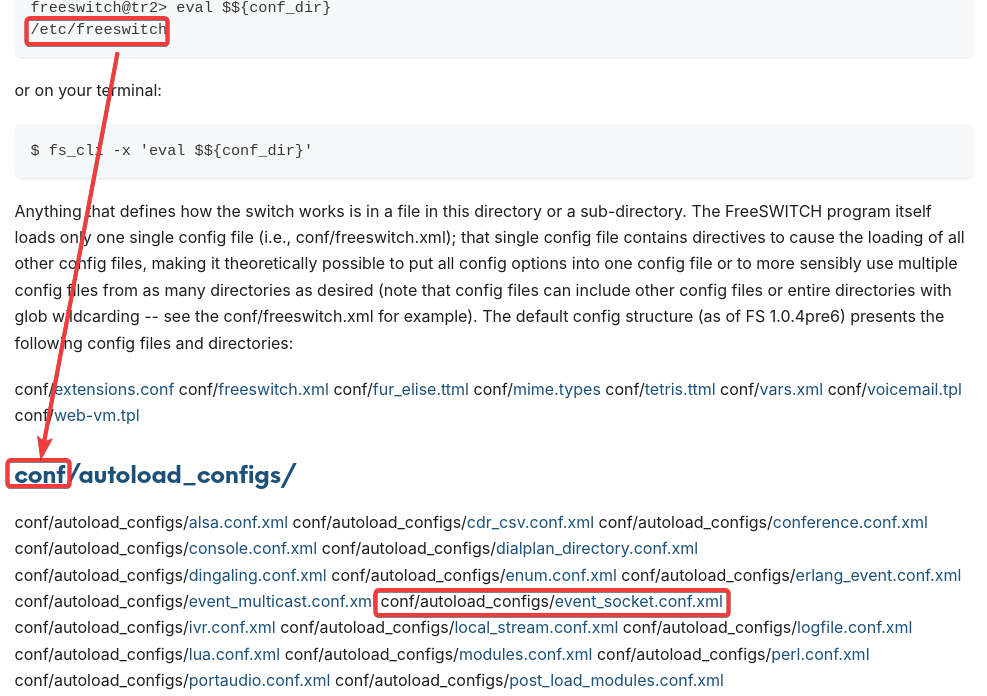 freeswitch@tr2> eval $${conf_dir}
/etc/freeswitch
or on your terminal:
$ fs_cli -x 'eval $${conf_dir}'
Anything that defines how the switch works is in a file in this directory or a sub-directory. The FreeSWITCH program itself
loads only one single config file (i.e., conf/freeswitch.xml); that single config file contains directives to cause the loading of all
other config files, making it theoretically possible to put all config options into one config file or to more sensibly use multiple
config files from as many directories as desired (note that config files can include other config files or entire directories with
glob wildcarding -- see the conf/freeswitch.xml for example). The default config structure (as of FS 1.0.4pre6) presents the
following config files and directories:
conf/extensions.conf conf/freeswitch.xml conf/fur_elise.ttml conf/mime.types conf/tetris.ttml conf/vars.xml conf/voicemail.tpl
conf/web-vm.tpl
conf/autoload_configs/
conf/autoload_configs/alsa.conf.xml conf/autoload_configs/cdr_csv.conf.xml conf/autoload_configs/conference.conf.xml
conf/autoload_configs/console.conf.xml conf/autoload_configs/dialplan_directory.conf.xml
conf/autoload_configs/dingaling.conf.xml conf/autoload_configs/enum.conf.xml conf/autoload_configs/erlang_event.conf.xml
conf/autoload_configs/event_multicast.conf.xml conf/autoload_configs/event_socket.conf.xml
conf/autoload_configs/ivr.conf.xml conf/autoload_configs/local_stream.conf.xml conf/autoload_configs/logfile.conf.xml
conf/autoload_configs/lua.conf.xml conf/autoload_configs/modules.conf.xml conf/autoload_configs/perl.conf.xml
conf/autoload_configs/portaudio.conf.xml conf/autoload_configs/post_load_modules.conf.xml